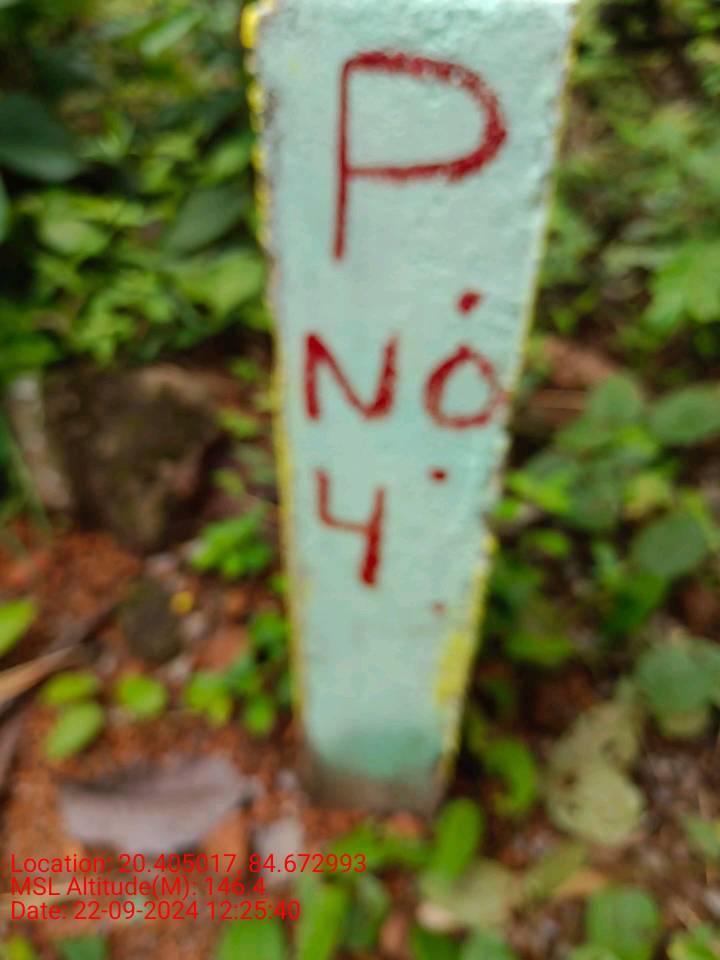 P
NO
4
Location: 20.405017 84.672993
MSL Altitude(M): 146.4
Date: 22-09-2024 12:25:40